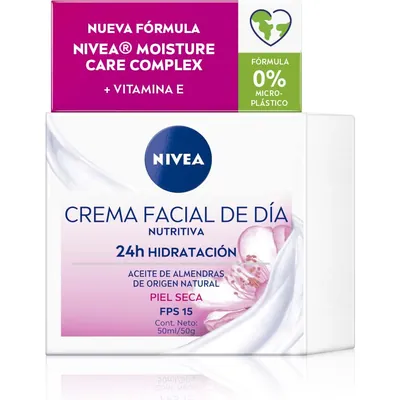 NUEVA FÓRMULA
NIVEA® MOISTURE
CARE COMPLEX
+ VITAMINA E
FÓRMULA
0%
MICRO-
PLÁSTICO
NIVEA
CREMA FACIAL DE DÍA
NUTRITIVA
24h HIDRATACIÓN
ACEITE DE ALMENDRAS
DE ORIGEN NATURAL
PIEL SECA
FPS 15
Cont. Neto:
50ml/50g